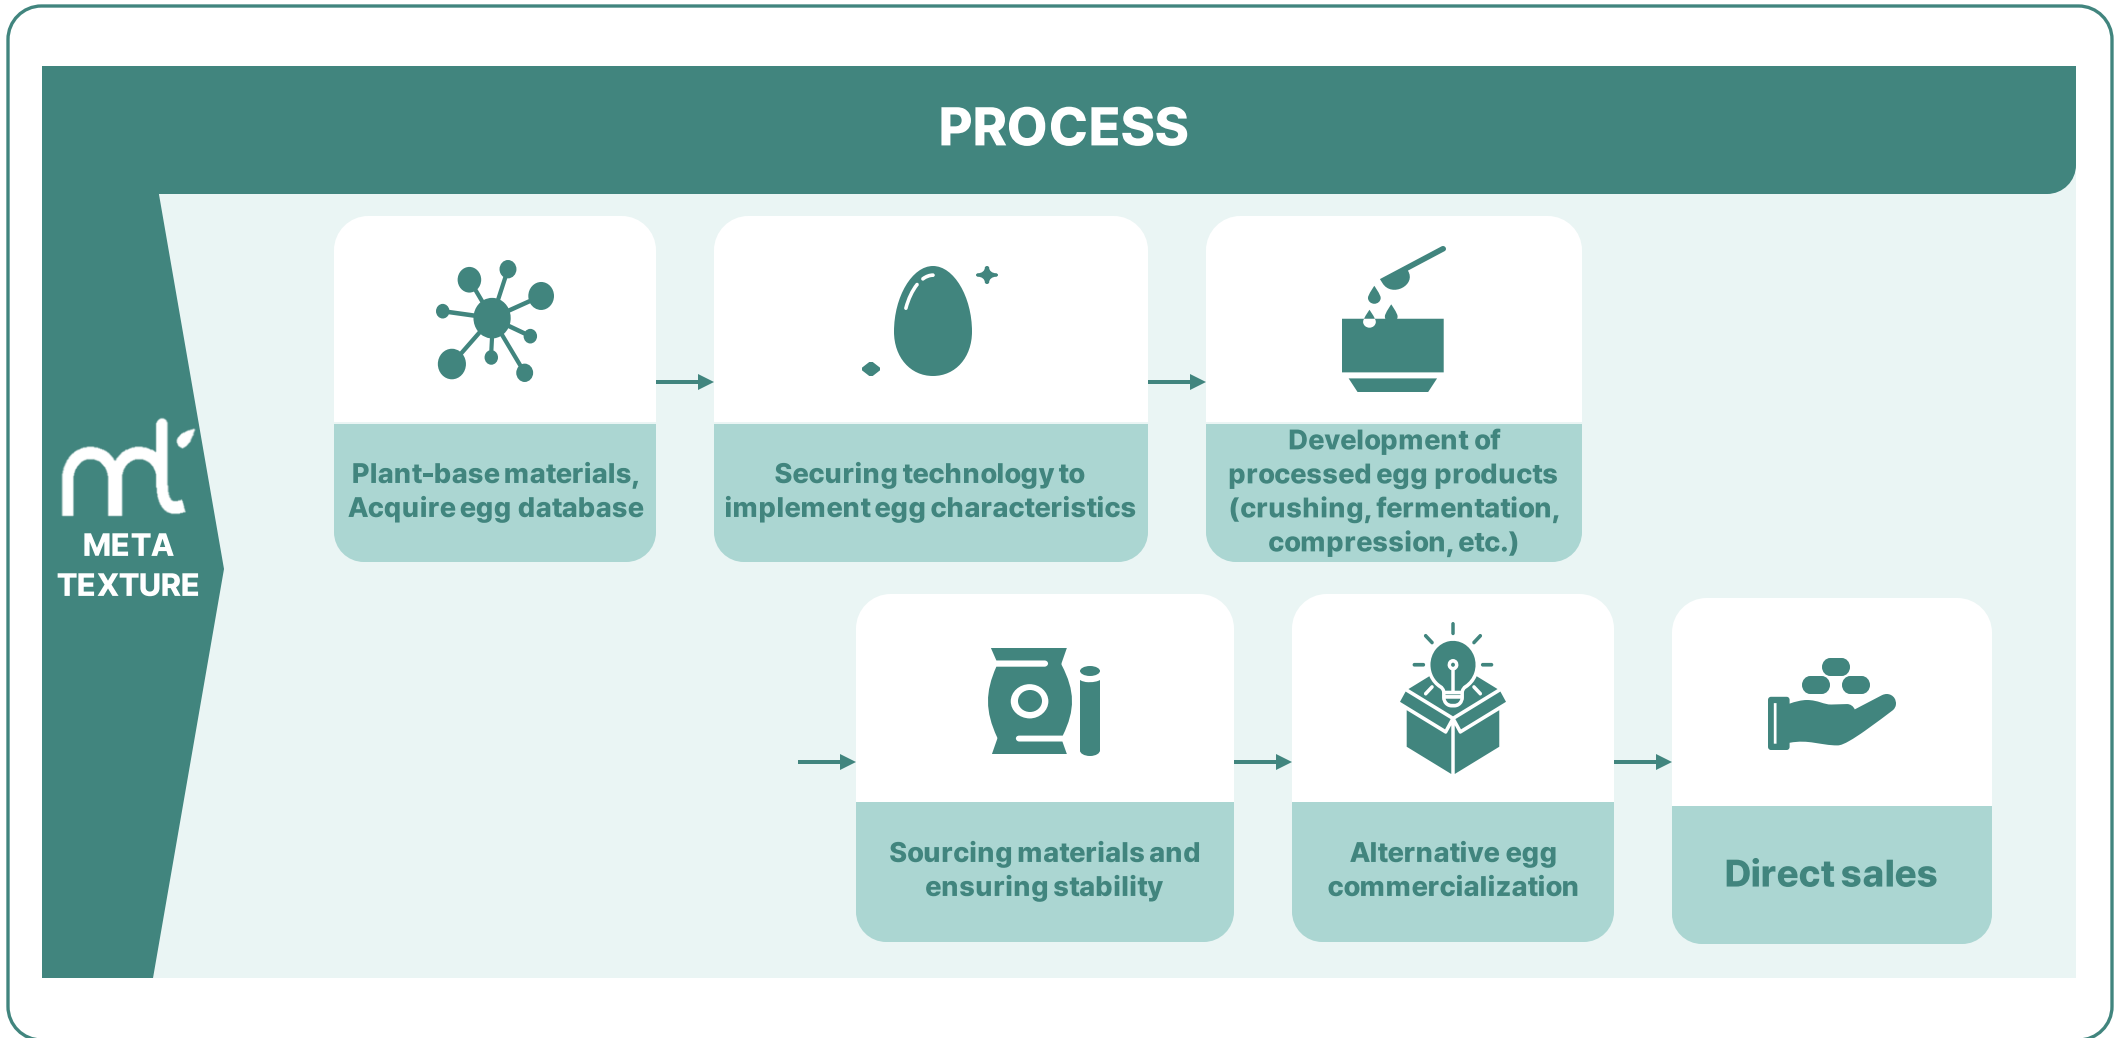 PROCESS
mt
META
TEXTURE
Plant-base materials,
Acquire egg database
Securing technology to
implement egg characteristics
Development of
processed egg products
(crushing, fermentation,
compression, etc.)
Sourcing materials and
ensuring stability
Alternative egg
commercialization
Direct sales